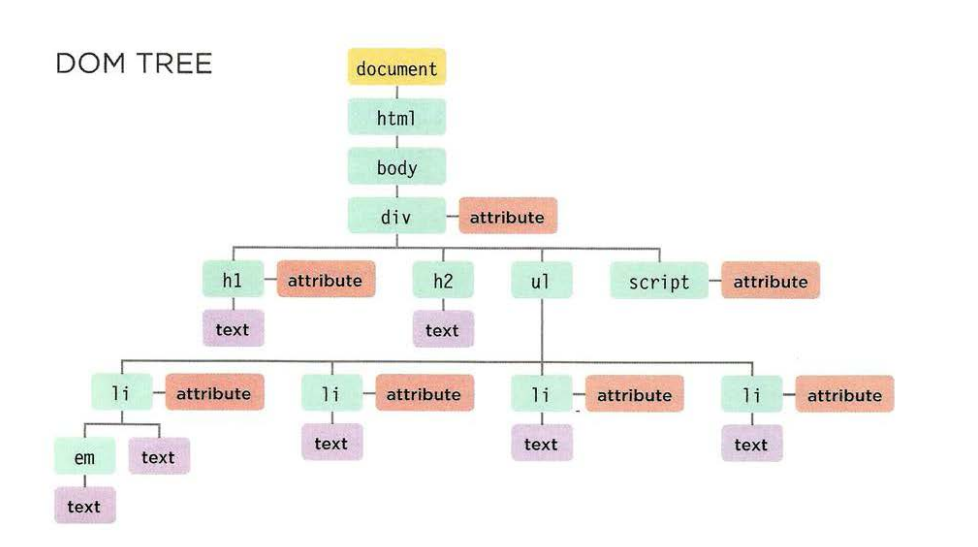 DOM TREE
document
html
body
div attribute
h1 attribute h2 ul script attribute
text text
li attribute li attribute li attribute li attribute
text text text
em text
text